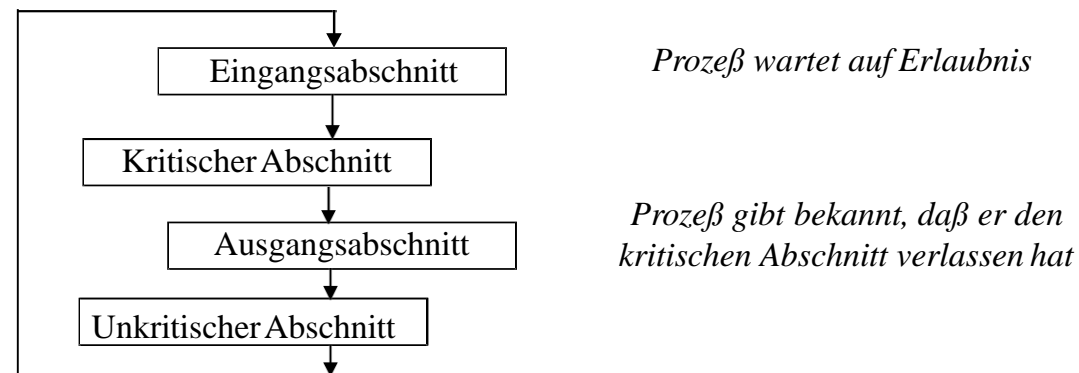 Eingangsabschnitt
Prozeß wartet auf Erlaubnis
Kritischer Abschnitt
Ausgangsabschnitt
Prozeß gibt bekannt, daß er den
kritischen Abschnitt verlassen hat
Unkritischer Abschnitt